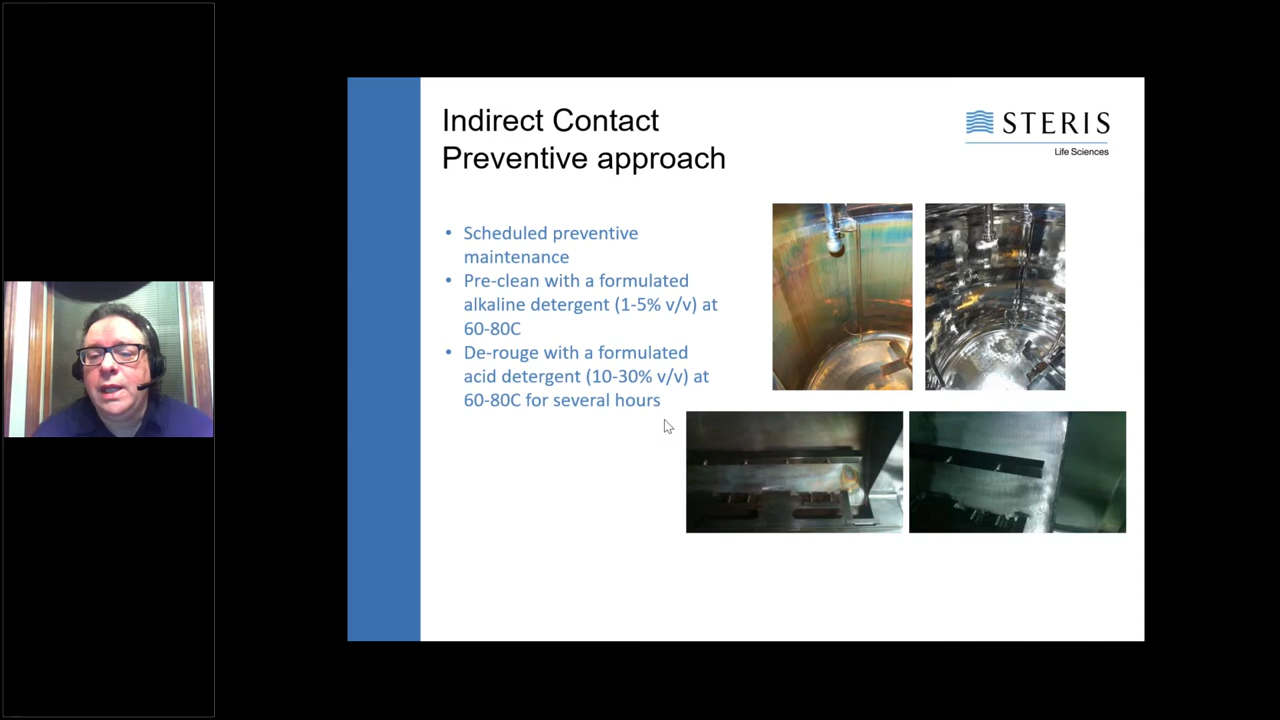 Indirect Contact
Preventive approach
STERIS
Life Sciences
• Scheduled preventive
maintenance
• Pre-clean with a formulated
alkaline detergent (1-5% v/v) at
60-80C
• De-rouge with a formulated
acid detergent (10-30% v/v) at
60-80C for several hours